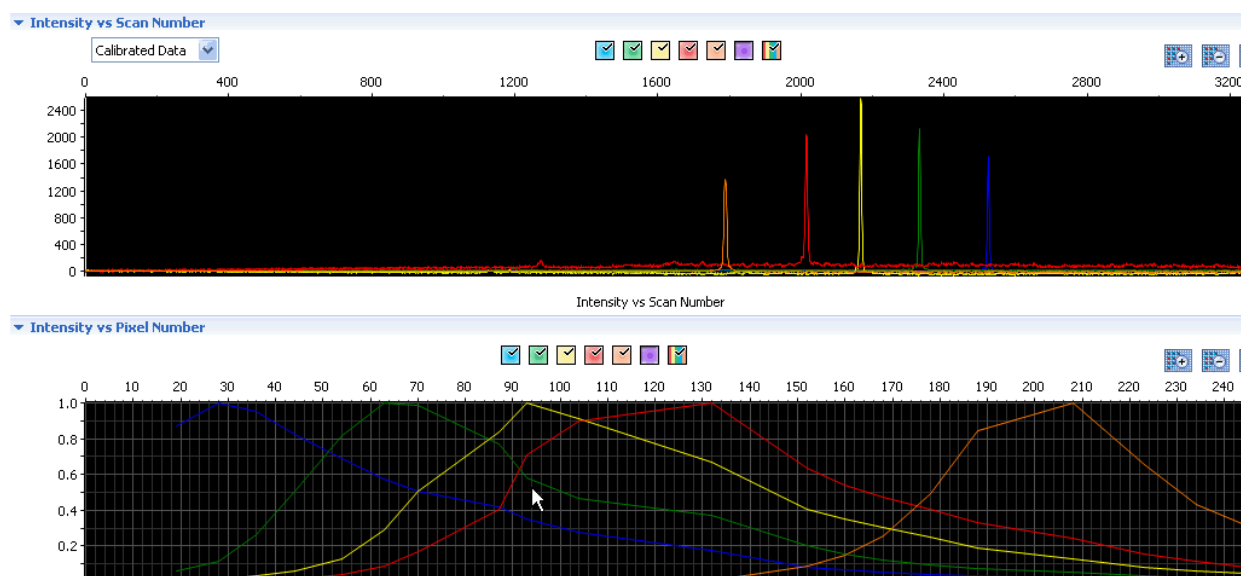 Intensity vs Scan Number
Calibrated Data
0 400 800 1200 1600 2000 2400 2800 3200
2400
2000
1600
1200
800
400
0
Intensity vs Scan Number
Intensity vs Pixel Number
0 10 20 30 40 50 60 70 80 90 100 110 120 130 140 150 160 170 180 190 200 210 220 230 240
1.0
0.8
0.6
0.4
0.2